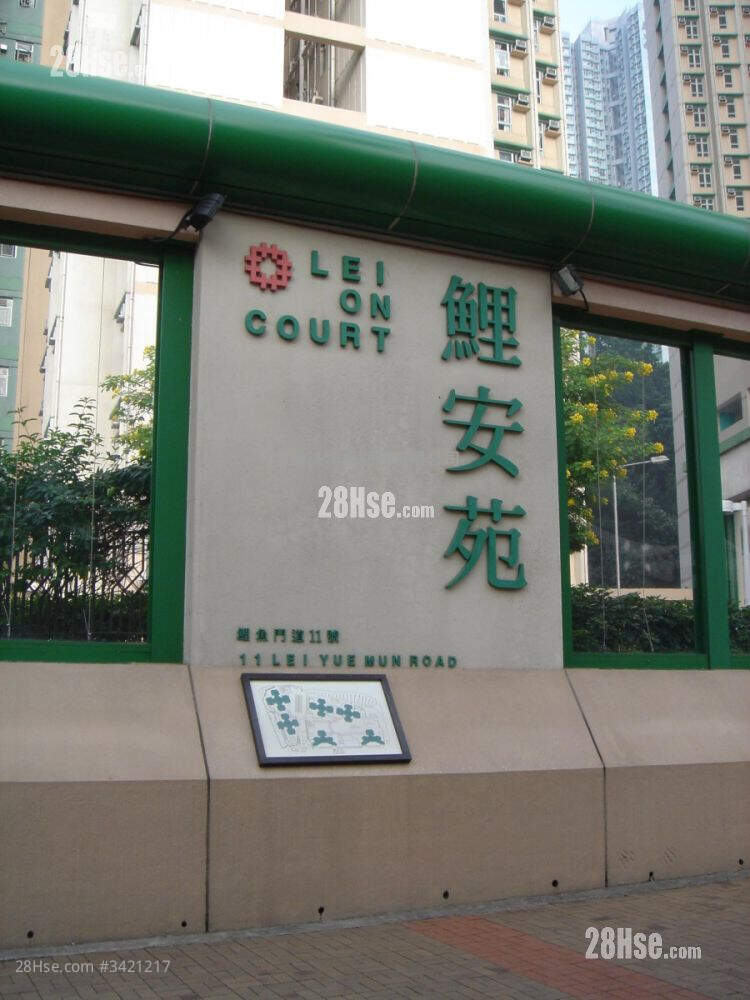 28Hse.com
LEI
ON
COURT
鯉安苑
28Hse.com
鯉魚門道11號
11 LEI YUE MUN ROAD
28Hse.com
28Hse.com #3421217